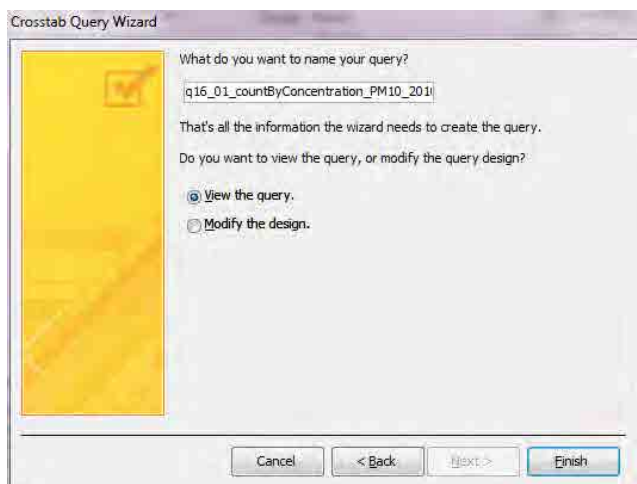 Crosstab Query Wizard
What do you want to name your query?
q16_01_countByConcentration_PM10_201
That's all the information the wizard needs to create the query.
Do you want to view the query, or modify the query design?
View the query.
Modify the design.
Cancel
< Back
Next >
Finish